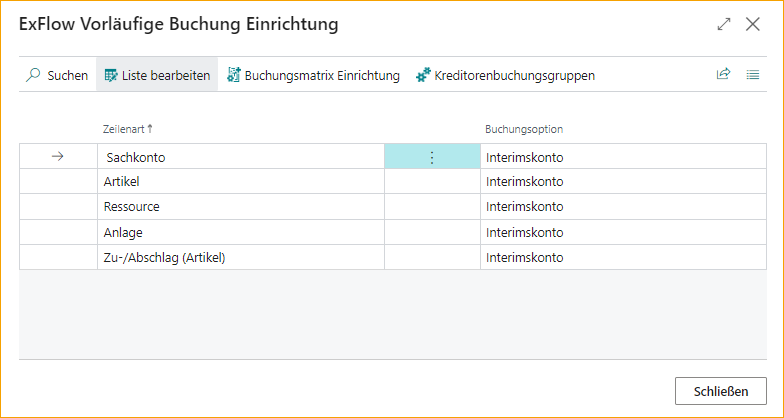 ExFlow Vorläufige Buchung Einrichtung
Suchen Liste bearbeiten Buchungsmatrix Einrichtung Kreditorenbuchungsgruppen
Zeilenart↑ Buchungsoption
→ Sachkonto ⋮ Interimskonto
Artikel Interimskonto
Ressource Interimskonto
Anlage Interimskonto
Zu-/Abschlag (Artikel) Interimskonto
Schließen